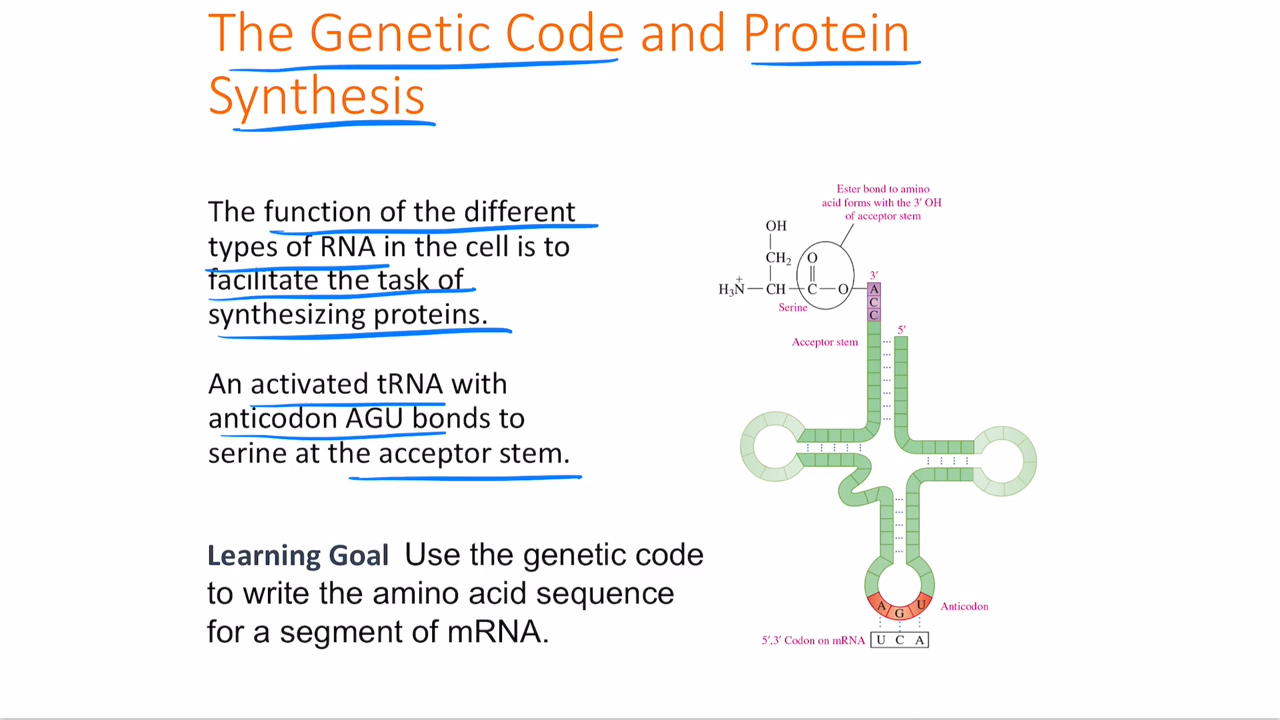 The Genetic Code and Protein
Synthesis
The function of the different
types of RNA in the cell is to
facilitate the task of
synthesizing proteins.
An activated tRNA with
anticodon AGU bonds to
serine at the acceptor stem.
Learning Goal Use the genetic code
to write the amino acid sequence
for a segment of mRNA.
Ester bond to amino
acid forms with the 3′ OH
of acceptor stem
OH
CH₂ O
H₃N⁺—CH—C—O—
Serine
3′
A
C
C
5′
Acceptor stem
A G U
Anticodon
5′,3′ Codon on mRNA U C A